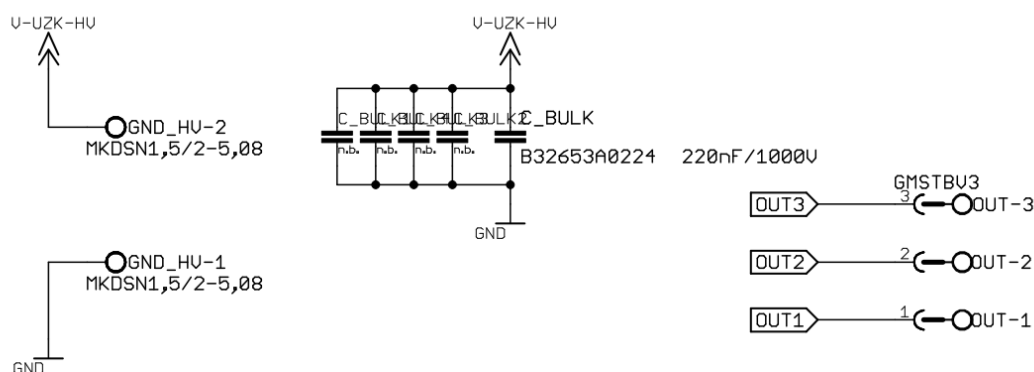 V-UZK-HV
V-UZK-HV
GND_HV-2
MKDSN1,5/2-5,08
C_BULK
n.b.
n.b.
n.b.
n.b.
B32653A0224 220nF/1000V
GND
GMSTBV3
OUT3
3
OUT-3
GND_HV-1
MKDSN1,5/2-5,08
OUT2
2
OUT-2
OUT1
1
OUT-1
GND